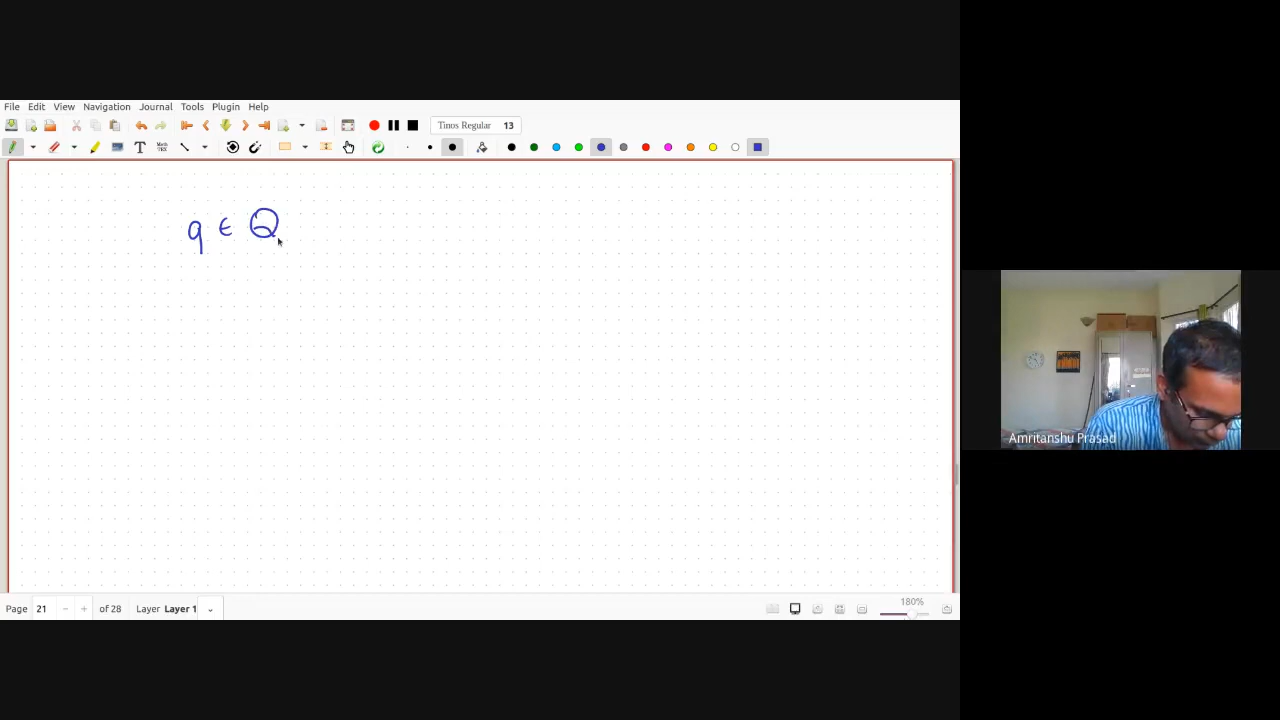 File Edit View Navigation Journal Tools Plugin Help
Tinos Regular 13
q ∈ Q
Amritanshu Prasad
Page 21 of 28 Layer Layer 1 180%